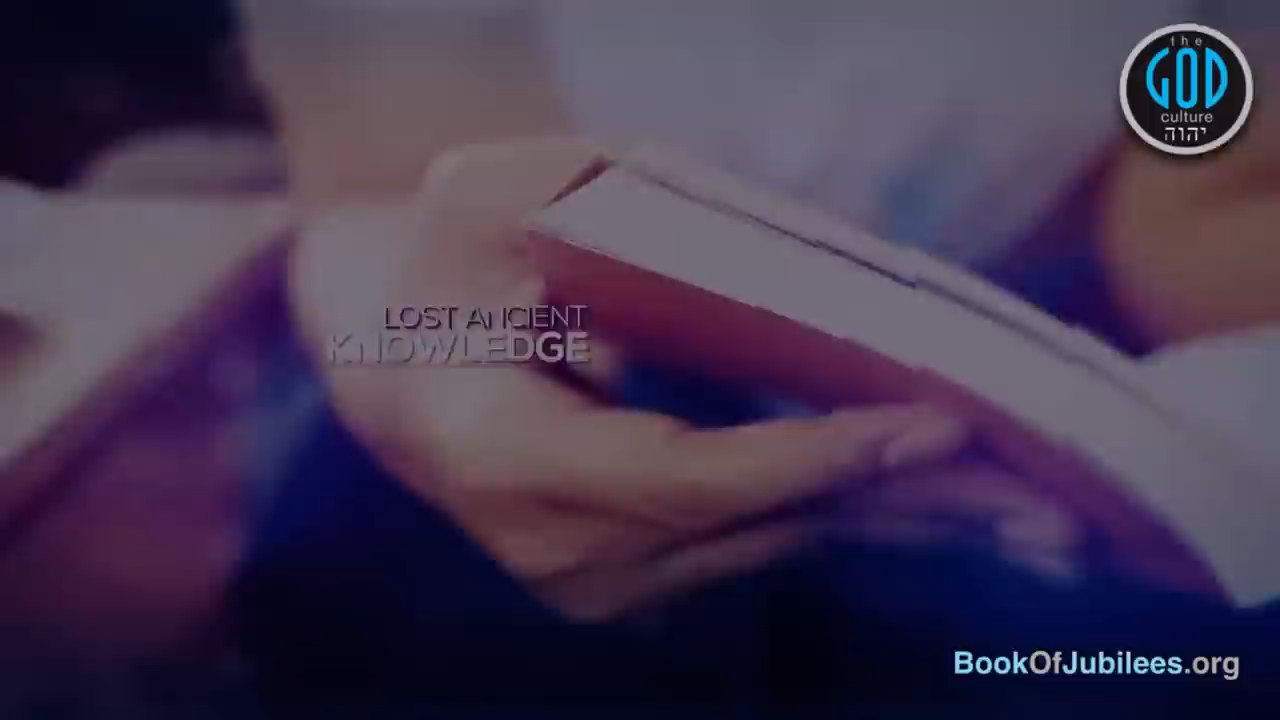 the
GOD
culture
יהוה
LOST ANCIENT
KNOWLEDGE
BookOfJubilees.org